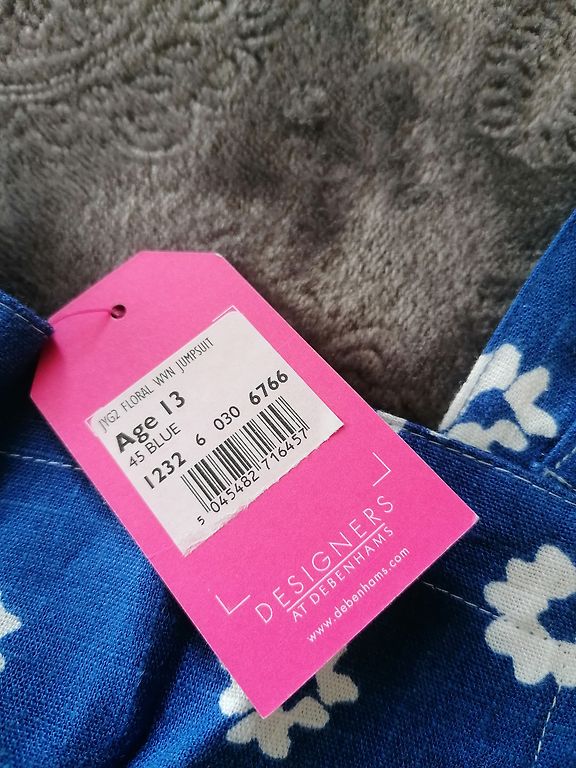 JYG2 FLORAL WVN JUMPSUIT
Age 13
45 BLUE
1232 6 030 6766
5 045482 716457
DESIGNERS
AT DEBENHAMS
www.debenhams.com